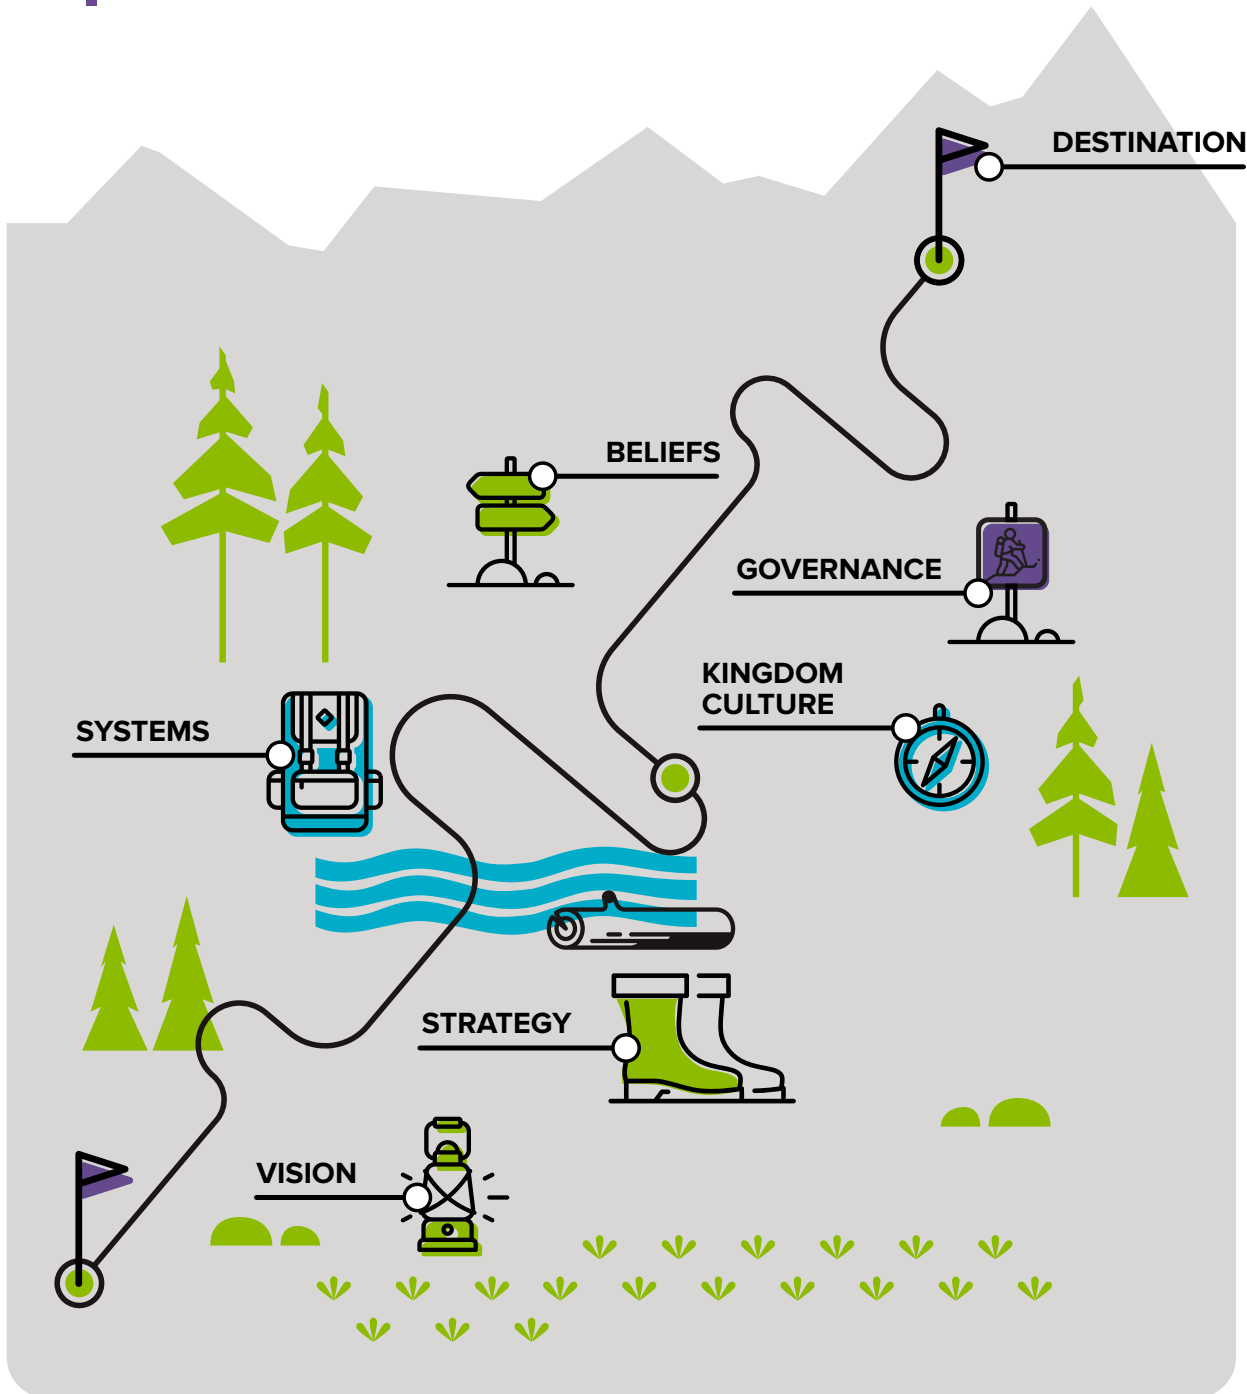 DESTINATION
BELIEFS
GOVERNANCE
KINGDOM
CULTURE
SYSTEMS
STRATEGY
VISION